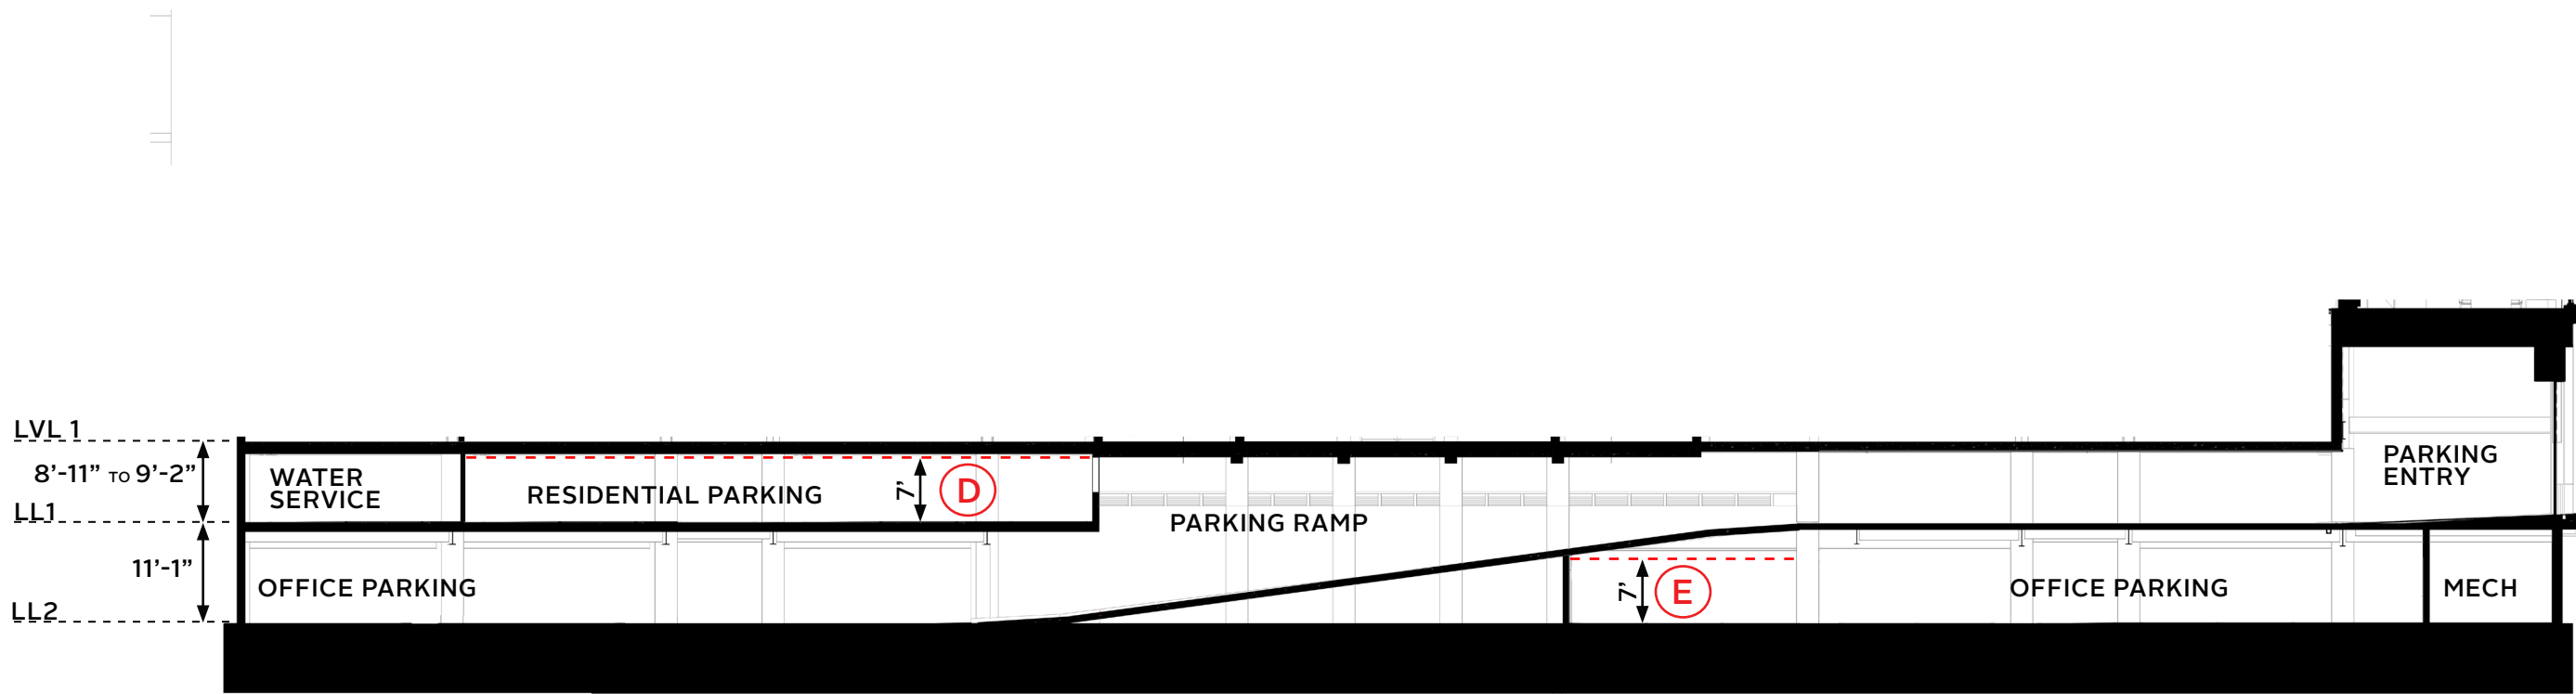 LVL 1
8’-11” TO 9’-2”
LL1
11’-1”
LL2
WATER
SERVICE
RESIDENTIAL PARKING
7’
D
PARKING RAMP
PARKING
ENTRY
OFFICE PARKING
7’
E
OFFICE PARKING
MECH